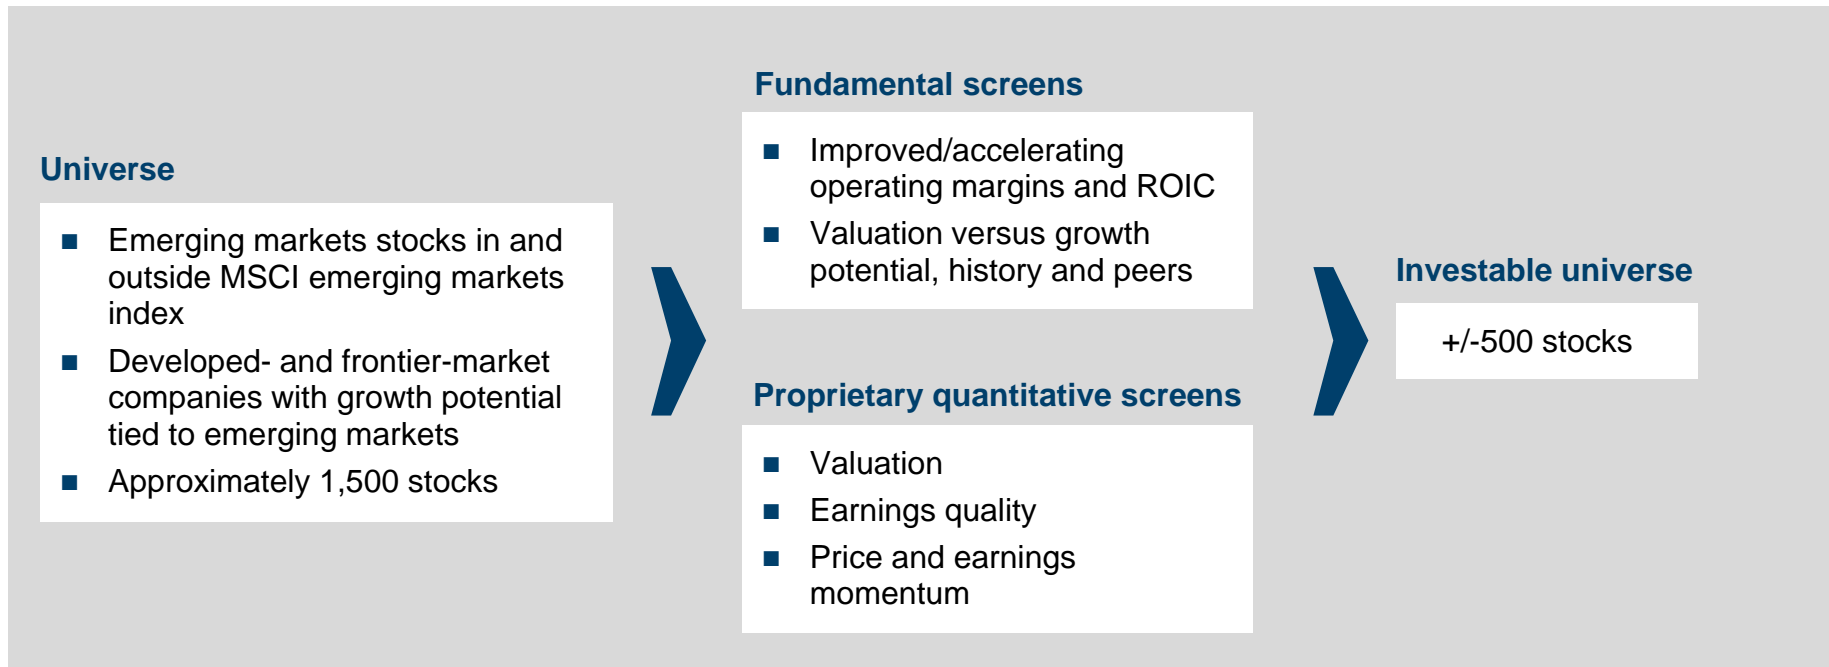 Universe
■ Emerging markets stocks in and
outside MSCI emerging markets
index
■ Developed- and frontier-market
companies with growth potential
tied to emerging markets
■ Approximately 1,500 stocks
Fundamental screens
■ Improved/accelerating
operating margins and ROIC
■ Valuation versus growth
potential, history and peers
Proprietary quantitative screens
■ Valuation
■ Earnings quality
■ Price and earnings
momentum
Investable universe
+/-500 stocks